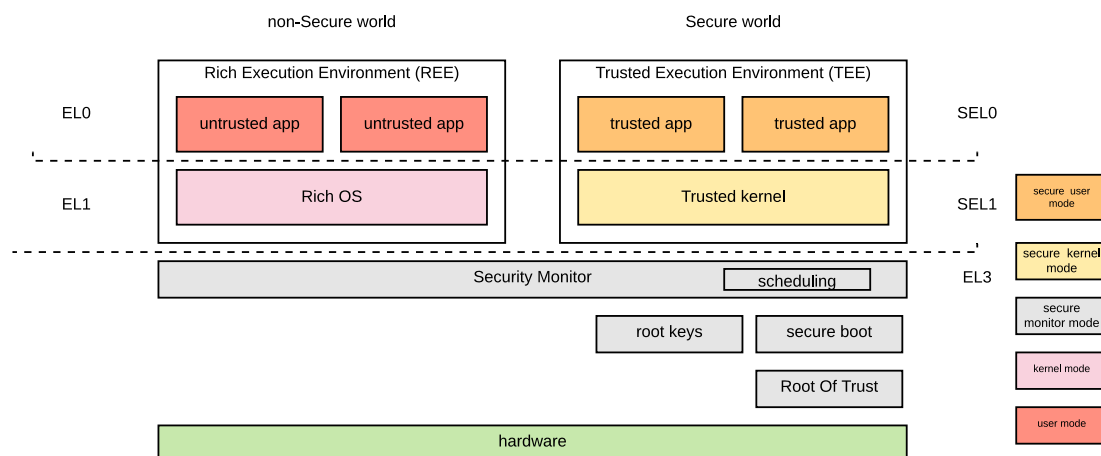 non-Secure world
Secure world
Rich Execution Environment (REE)
Trusted Execution Environment (TEE)
EL0
untrusted app
untrusted app
trusted app
trusted app
SEL0
EL1
Rich OS
Trusted kernel
SEL1
Security Monitor
scheduling
EL3
root keys
secure boot
Root Of Trust
hardware
secure user
mode
secure kernel
mode
secure
monitor mode
kernel mode
user mode